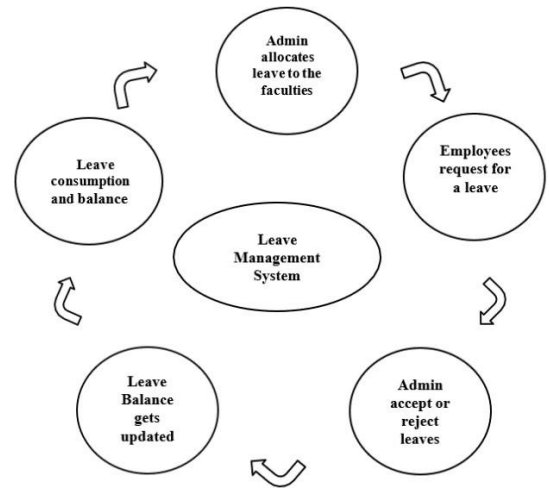 Admin
allocates
leave to the
faculties
Employees
request for
a leave
Leave
consumption
and balance
Leave
Management
System
Leave
Balance
gets
updated
Admin
accept or
reject
leaves